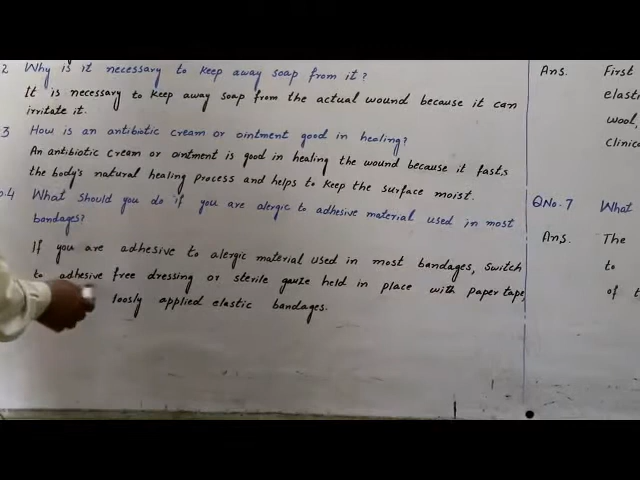 2 Why is it necessary to keep away soap from it?
It is necessary to keep away soap from the actual wound because it can
irritate it.
3 How is an antibiotic cream or ointment good in healing?
An antibiotic cream or ointment is good in healing the wound because it fasts
the body's natural healing process and helps to keep the surface moist.
o.4 What should you do if you are alergic to adhesive material used in most
bandages?
If you are adhesive to alergic material used in most bandages, switch
to adhesive free dressing or sterile gauze held in place with paper tape,
loosly applied elastic bandages.
Ans. First
elasti
wool,
Clinica
QNo.7 What
Ans. The
to
of t